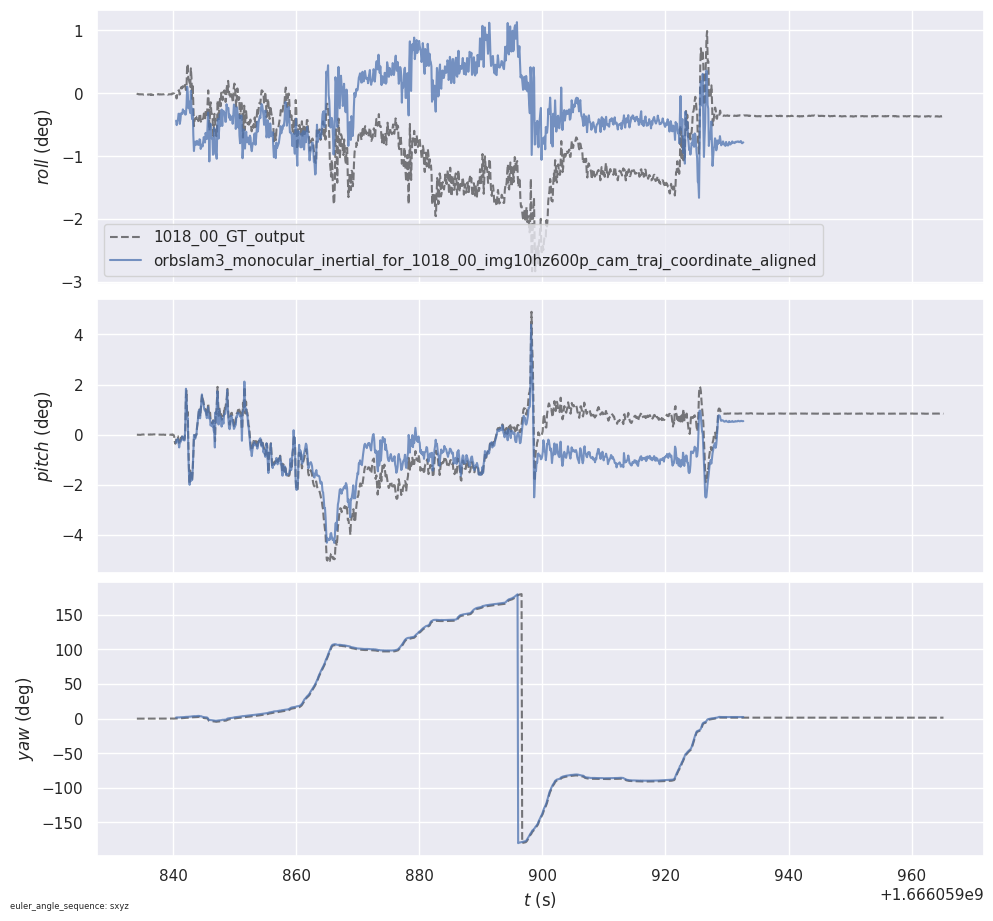 1
0
−1
−2
−3
roll (deg)
1018_00_GT_output
orbslam3_monocular_inertial_for_1018_00_img10hz600p_cam_traj_coordinate_aligned
4
2
0
−2
−4
pitch (deg)
150
100
50
0
−50
−100
−150
yaw (deg)
840 860 880 900 920 940 960
+1.666059e9
t (s)
euler_angle_sequence: sxyz